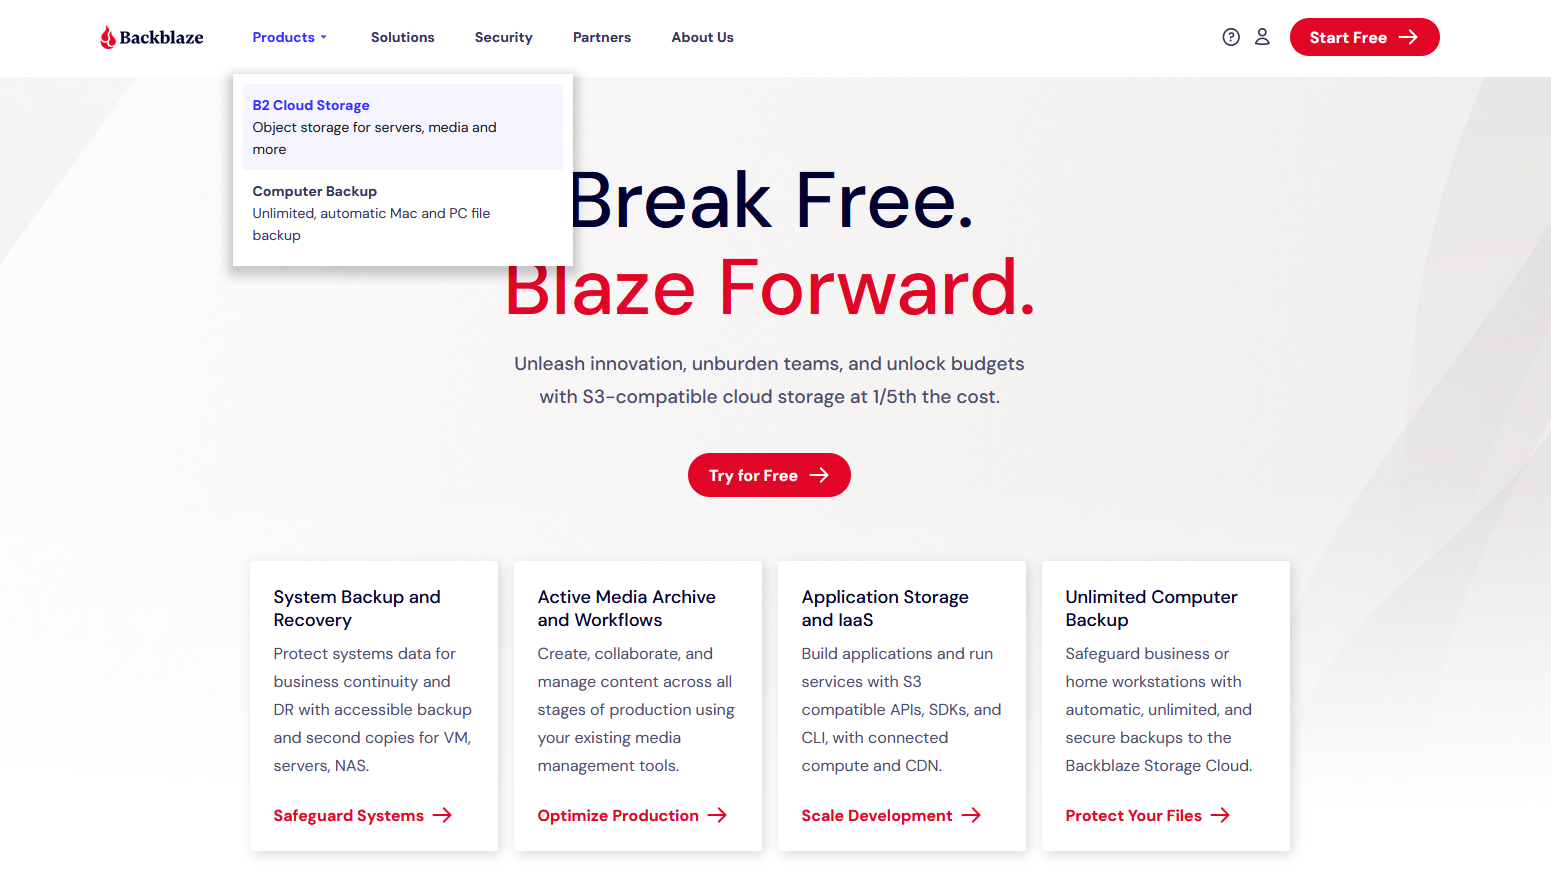 Backblaze
Products
Solutions
Security
Partners
About Us
Start Free
B2 Cloud Storage
Object storage for servers, media and
more
Computer Backup
Unlimited, automatic Mac and PC file
backup
Break Free.
Blaze Forward.
Unleash innovation, unburden teams, and unlock budgets
with S3-compatible cloud storage at 1/5th the cost.
Try for Free
System Backup and
Recovery
Protect systems data for
business continuity and
DR with accessible backup
and second copies for VM,
servers, NAS.
Safeguard Systems
Active Media Archive
and Workflows
Create, collaborate, and
manage content across all
stages of production using
your existing media
management tools.
Optimize Production
Application Storage
and IaaS
Build applications and run
services with S3
compatible APIs, SDKs, and
CLI, with connected
compute and CDN.
Scale Development
Unlimited Computer
Backup
Safeguard business or
home workstations with
automatic, unlimited, and
secure backups to the
Backblaze Storage Cloud.
Protect Your Files